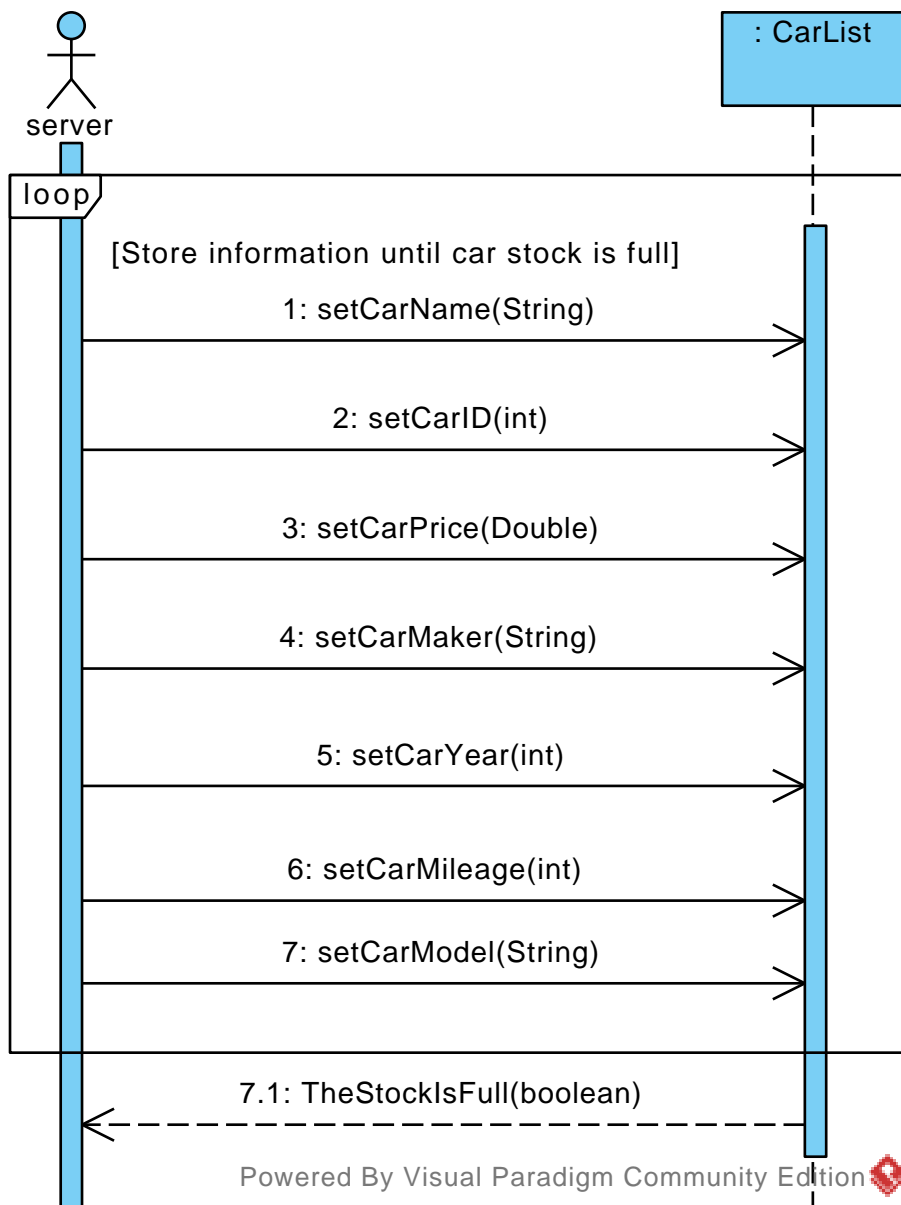 : CarList
server
loop
[Store information until car stock is full]
1: setCarName(String)
2: setCarID(int)
3: setCarPrice(Double)
4: setCarMaker(String)
5: setCarYear(int)
6: setCarMileage(int)
7: setCarModel(String)
7.1: TheStockIsFull(boolean)
Powered By Visual Paradigm Community Edition